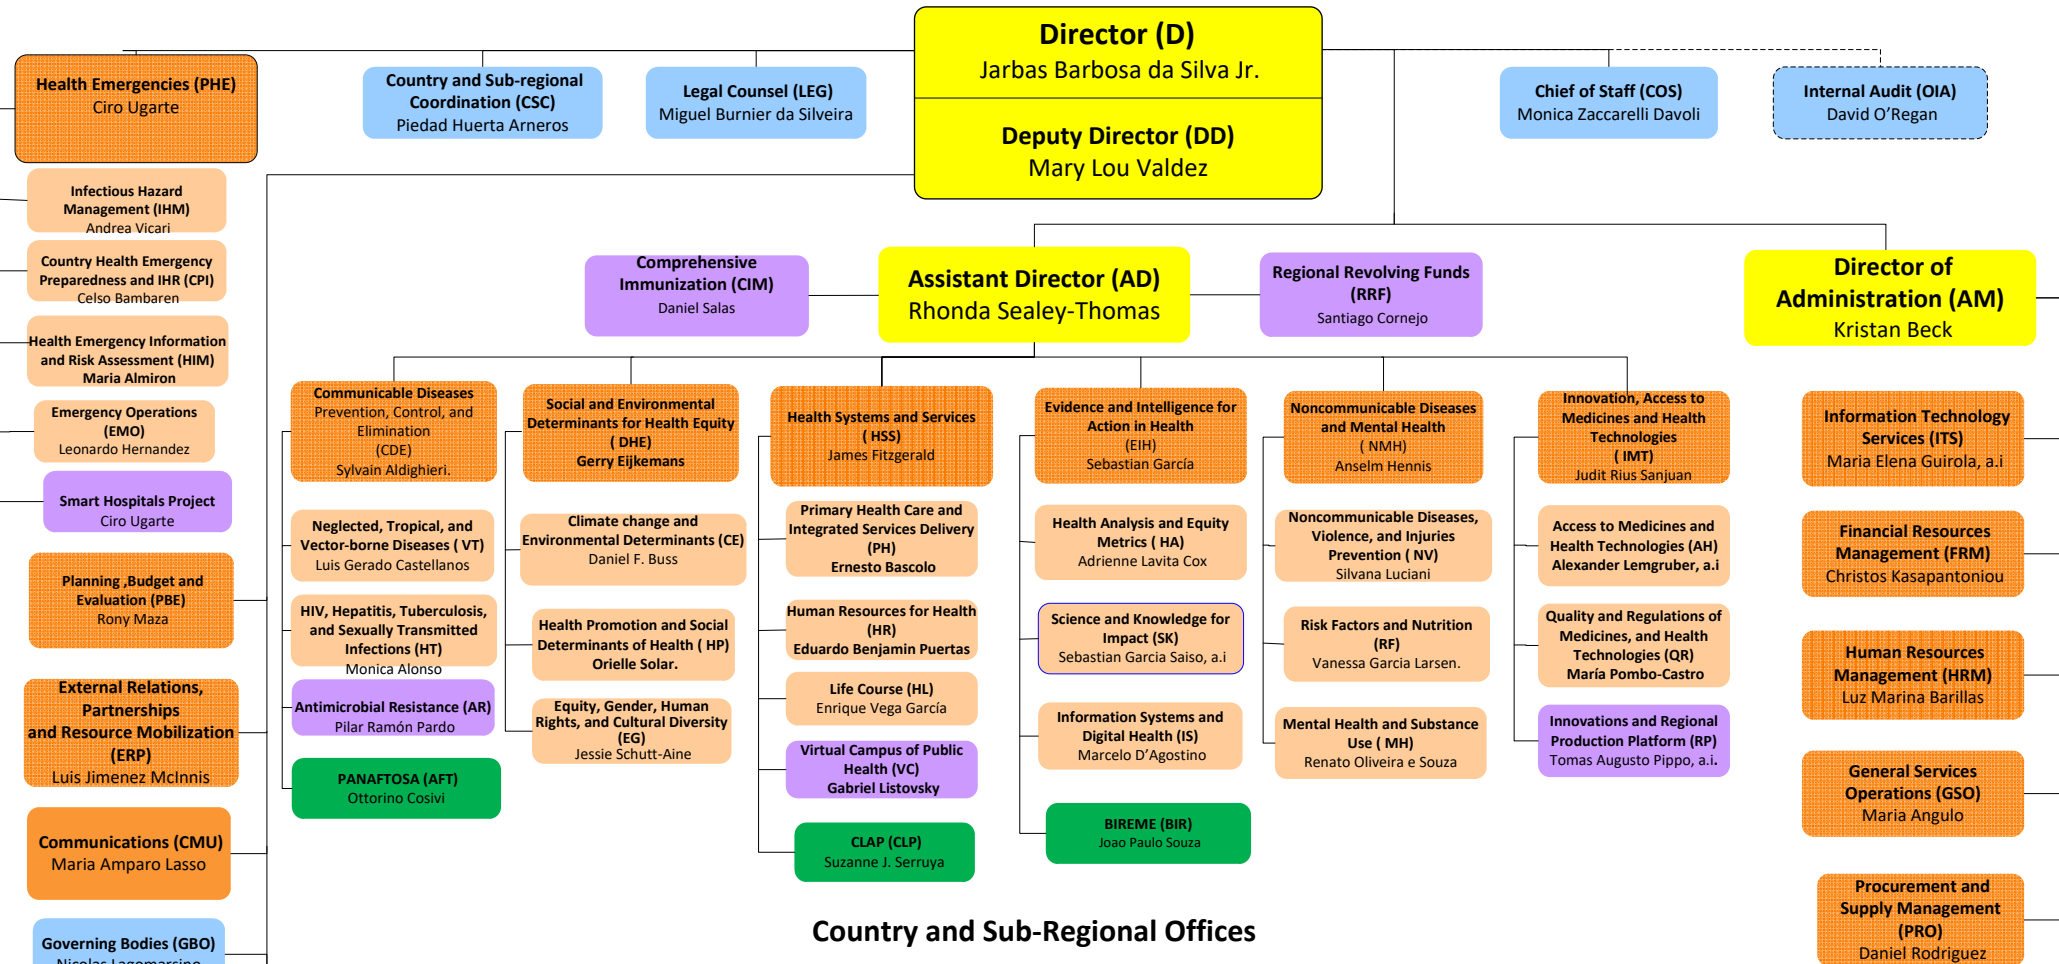 Director (D)
Jarbas Barbosa da Silva Jr.
Deputy Director (DD)
Mary Lou Valdez
Health Emergencies (PHE)
Ciro Ugarte
Country and Sub-regional
Coordination (CSC)
Piedad Huerta Arneros
Legal Counsel (LEG)
Miguel Burnier da Silveira
Chief of Staff (COS)
Monica Zaccarelli Davoli
Internal Audit (OIA)
David O’Regan
Infectious Hazard
Management (IHM)
Andrea Vicari
Country Health Emergency
Preparedness and IHR (CPI)
Celso Bambaren
Health Emergency Information
and Risk Assessment (HIM)
Maria Almiron
Emergency Operations
(EMO)
Leonardo Hernandez
Smart Hospitals Project
Ciro Ugarte
Planning ,Budget and
Evaluation (PBE)
Rony Maza
External Relations,
Partnerships
and Resource Mobilization
(ERP)
Luis Jimenez McInnis
Communications (CMU)
Maria Amparo Lasso
Governing Bodies (GBO)
Nicolas Lagomarsino
Comprehensive
Immunization (CIM)
Daniel Salas
Assistant Director (AD)
Rhonda Sealey-Thomas
Regional Revolving Funds
(RRF)
Santiago Cornejo
Director of
Administration (AM)
Kristan Beck
Communicable Diseases
Prevention, Control, and
Elimination
(CDE)
Sylvain Aldighieri.
Neglected, Tropical, and
Vector-borne Diseases ( VT)
Luis Gerado Castellanos
HIV, Hepatitis, Tuberculosis,
and Sexually Transmitted
Infections (HT)
Monica Alonso
Antimicrobial Resistance (AR)
Pilar Ramón Pardo
PANAFTOSA (AFT)
Ottorino Cosivi
Social and Environmental
Determinants for Health Equity
( DHE)
Gerry Eijkemans
Climate change and
Environmental Determinants (CE)
Daniel F. Buss
Health Promotion and Social
Determinants of Health ( HP)
Orielle Solar.
Equity, Gender, Human
Rights, and Cultural Diversity
(EG)
Jessie Schutt-Aine
Health Systems and Services
( HSS)
James Fitzgerald
Primary Health Care and
Integrated Services Delivery
(PH)
Ernesto Bascolo
Human Resources for Health
(HR)
Eduardo Benjamin Puertas
Life Course (HL)
Enrique Vega García
Virtual Campus of Public
Health (VC)
Gabriel Listovsky
CLAP (CLP)
Suzanne J. Serruya
Evidence and Intelligence for
Action in Health
(EIH)
Sebastian García
Health Analysis and Equity
Metrics ( HA)
Adrienne Lavita Cox
Science and Knowledge for
Impact (SK)
Sebastian Garcia Saiso, a.i
Information Systems and
Digital Health (IS)
Marcelo D’Agostino
BIREME (BIR)
Joao Paulo Souza
Noncommunicable Diseases
and Mental Health
( NMH)
Anselm Hennis
Noncommunicable Diseases,
Violence, and Injuries
Prevention ( NV)
Silvana Luciani
Risk Factors and Nutrition
(RF)
Vanessa Garcia Larsen.
Mental Health and Substance
Use ( MH)
Renato Oliveira e Souza
Innovation, Access to
Medicines and Health
Technologies
( IMT)
Judit Rius Sanjuan
Access to Medicines and
Health Technologies (AH)
Alexander Lemgruber, a.i
Quality and Regulations of
Medicines, and Health
Technologies (QR)
María Pombo-Castro
Innovations and Regional
Production Platform (RP)
Tomas Augusto Pippo, a.i.
Information Technology
Services (ITS)
Maria Elena Guirola, a.i
Financial Resources
Management (FRM)
Christos Kasapantoniou
Human Resources
Management (HRM)
Luz Marina Barillas
General Services
Operations (GSO)
Maria Angulo
Procurement and
Supply Management
(PRO)
Daniel Rodriguez
Country and Sub-Regional Offices